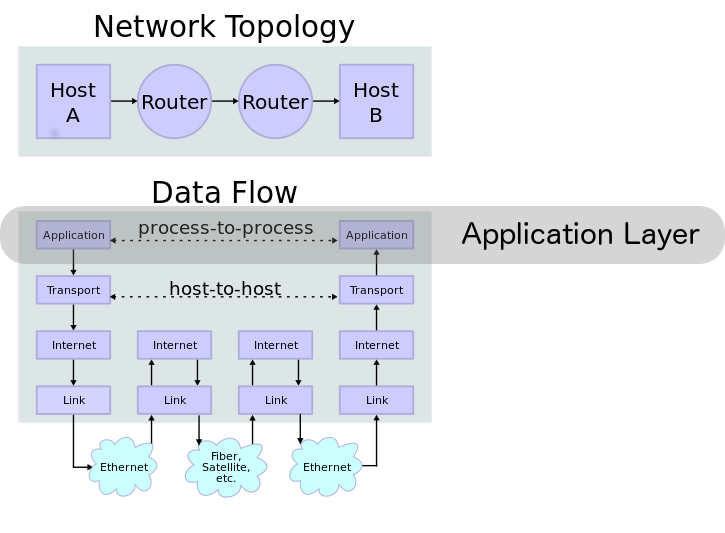 Network Topology
Host
A
Router
Router
Host
B
Data Flow
Application
process-to-process
Application
Application Layer
Transport
host-to-host
Transport
Internet
Internet
Internet
Internet
Link
Link
Link
Link
Ethernet
Fiber,
Satellite,
etc.
Ethernet